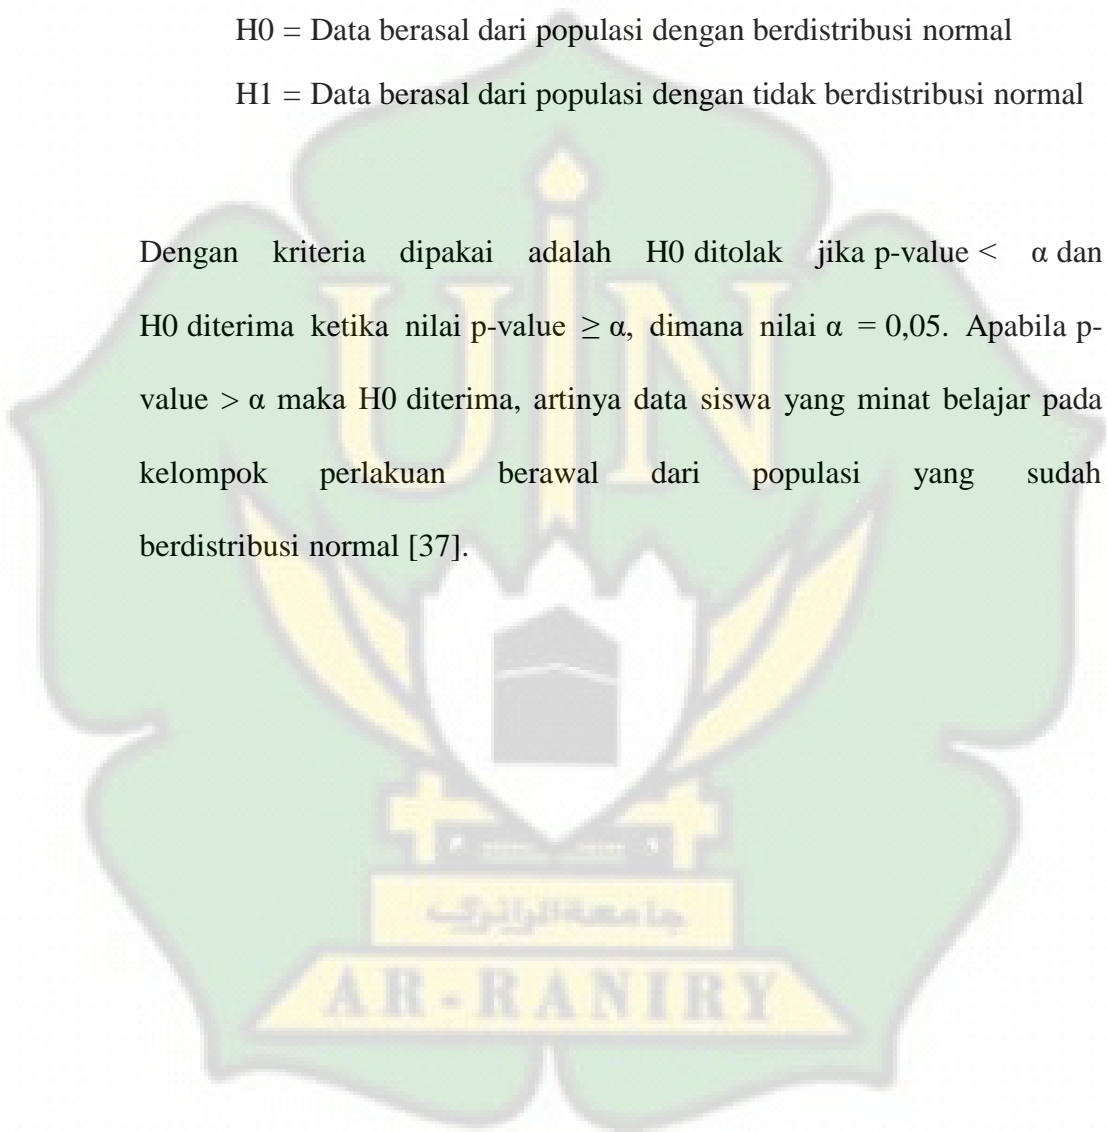 H0 = Data berasal dari populasi dengan berdistribusi normal
H1 = Data berasal dari populasi dengan tidak berdistribusi normal
Dengan kriteria dipakai adalah H0 ditolak jika p-value < α dan
H0 diterima ketika nilai p-value ≥ α, dimana nilai α = 0,05. Apabila p-
value > α maka H0 diterima, artinya data siswa yang minat belajar pada
kelompok perlakuan berawal dari populasi yang sudah
berdistribusi normal [37].
UIN
جامعة الرانري
AR-RANIRY